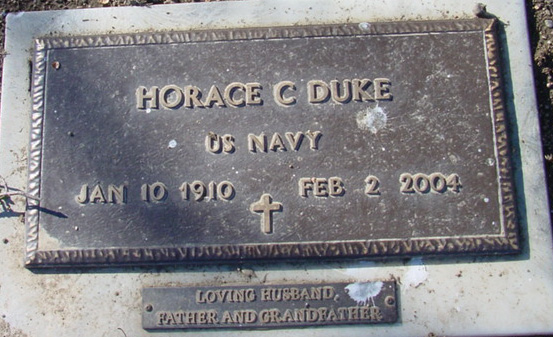 HORACE C DUKE
US NAVY
JAN 10 1910 FEB 2 2004
LOVING HUSBAND,
FATHER AND GRANDFATHER